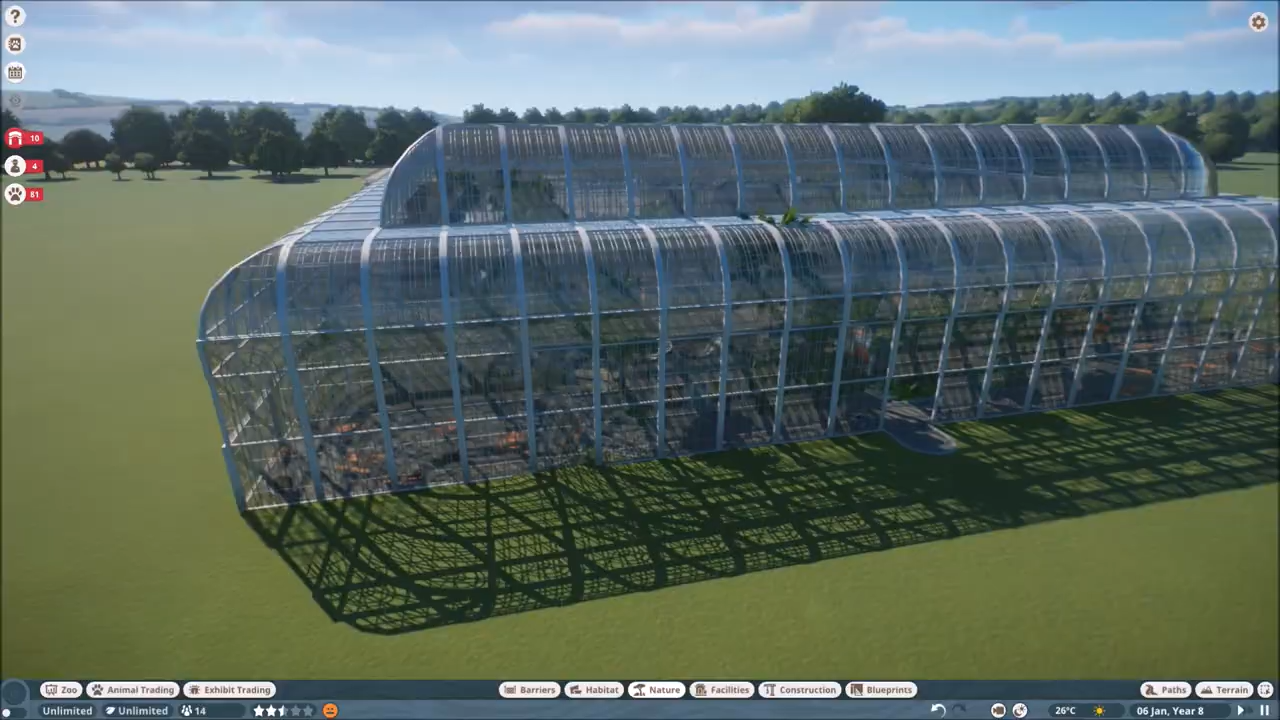 ?
10
4
81
Zoo
Animal Trading
Exhibit Trading
Barriers
Habitat
Nature
Facilities
Construction
Blueprints
Paths
Terrain
Unlimited
Unlimited
14
26°C
06 Jan, Year 8